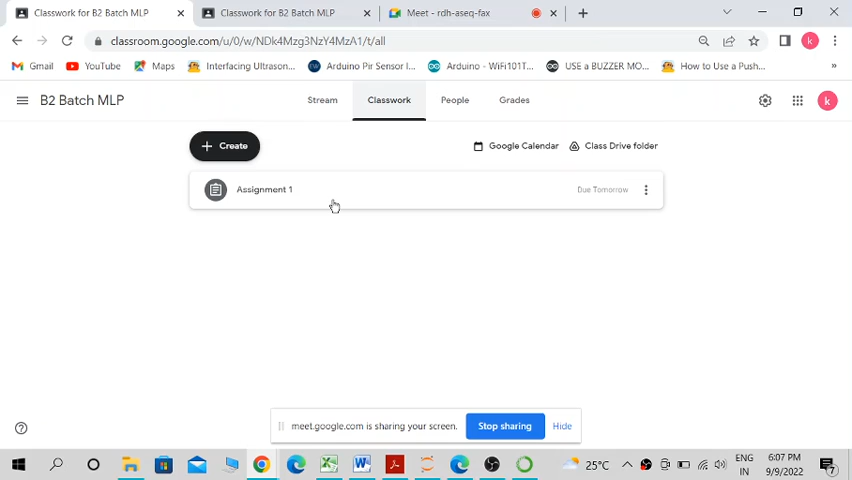 Classwork for B2 Batch MLP
Classwork for B2 Batch MLP
Meet - rdh-aseq-fax
classroom.google.com/u/0/w/NDk4Mzg3NzY4MzA1/t/all
k
Gmail
YouTube
Maps
Interfacing Ultrason...
Arduino Pir Sensor I...
Arduino - WiFi101T...
USE a BUZZER MO...
How to Use a Push...
»
B2 Batch MLP
Stream
Classwork
People
Grades
k
+ Create
Google Calendar
Class Drive folder
Assignment 1
Due Tomorrow
meet.google.com is sharing your screen.
Stop sharing
Hide
25°C
ENG
IN
6:07 PM
9/9/2022